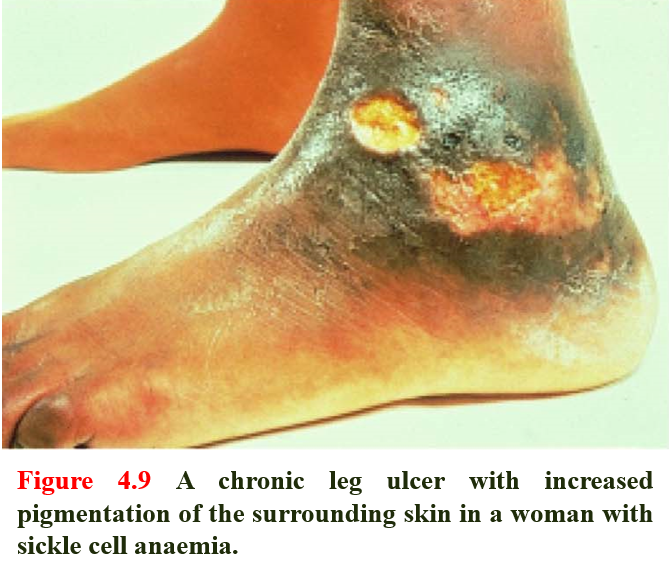 Figure 4.9 A chronic leg ulcer with increased
pigmentation of the surrounding skin in a woman with
sickle cell anaemia.